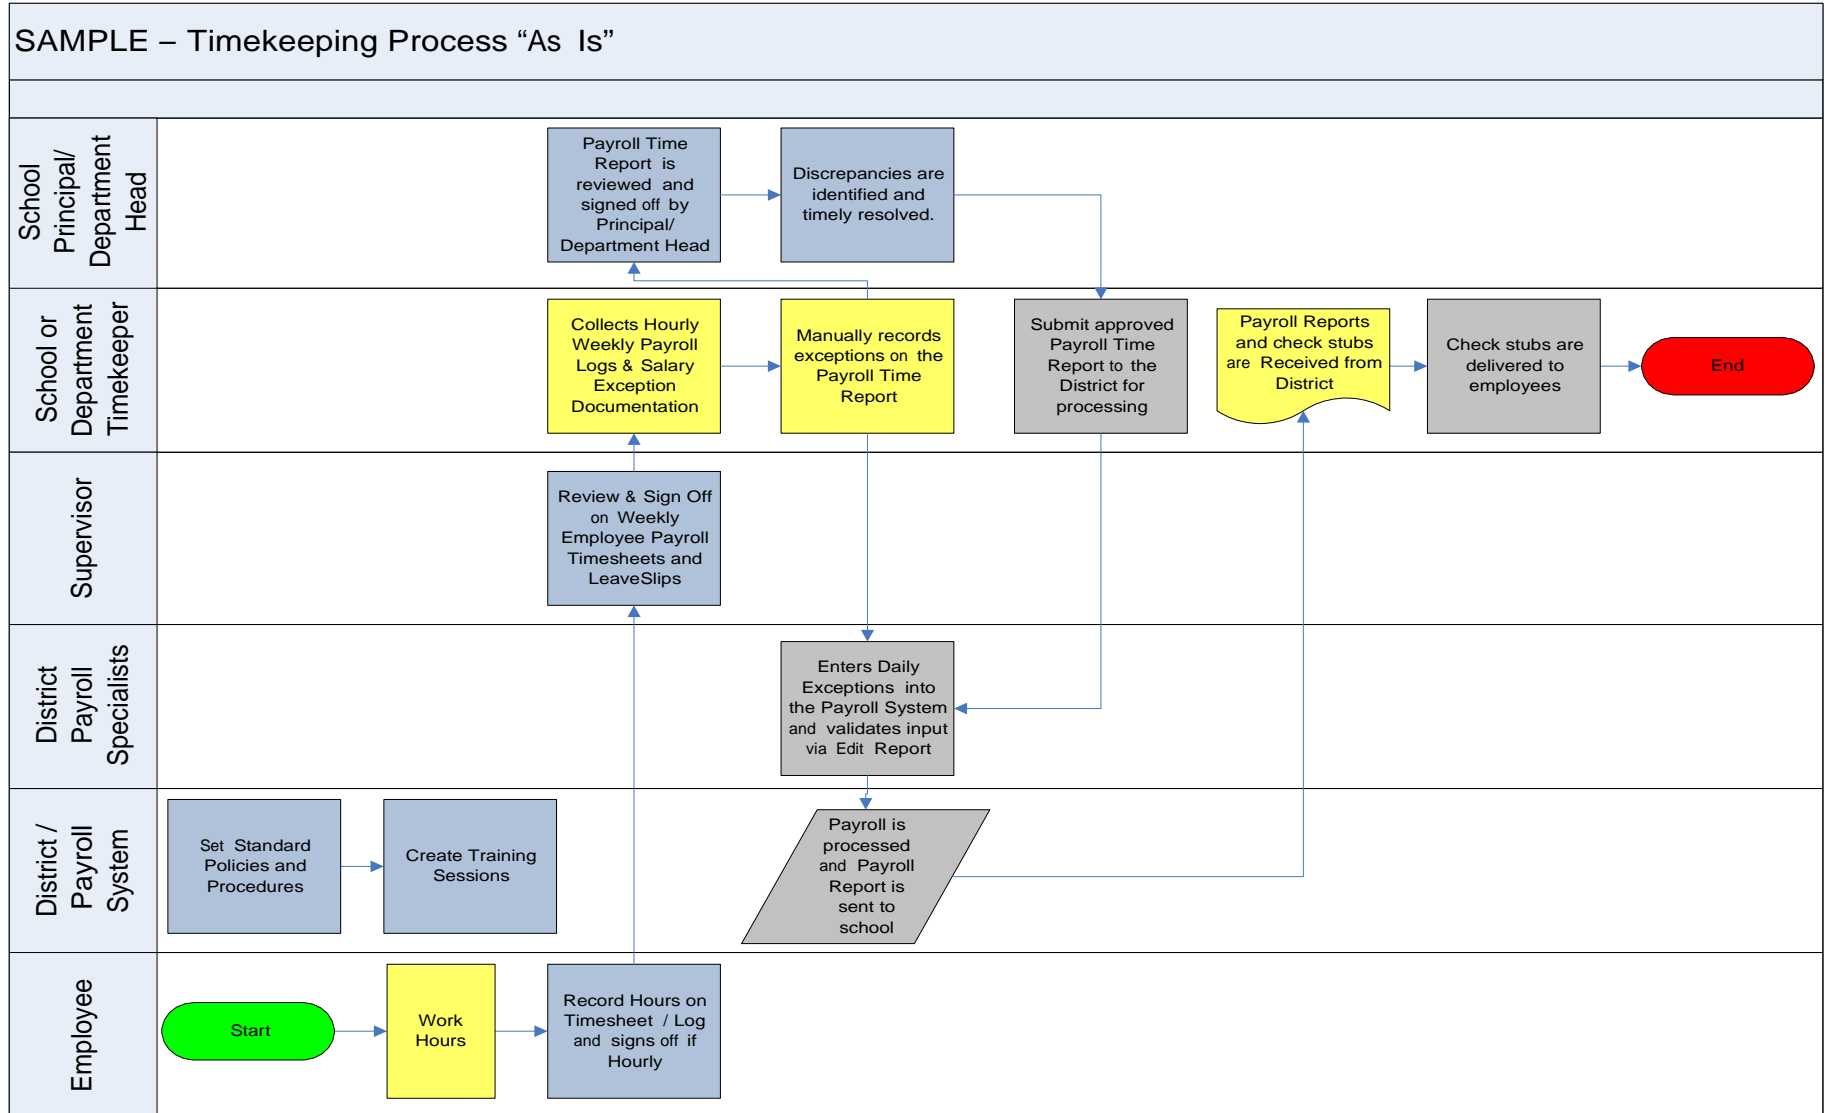 SAMPLE – Timekeeping Process “As Is”
School
Principal/
Department
Head
Payroll Time
Report is
reviewed and
signed off by
Principal/
Department Head
Discrepancies are
identified and
timely resolved.
School or
Department
Timekeeper
Collects Hourly
Weekly Payroll
Logs & Salary
Exception
Documentation
Manually records
exceptions on the
Payroll Time
Report
Submit approved
Payroll Time
Report to the
District for
processing
Payroll Reports
and check stubs
are Received from
District
Check stubs are
delivered to
employees
End
Supervisor
Review & Sign Off
on Weekly
Employee Payroll
Timesheets and
LeaveSlips
District
Payroll
Specialists
Enters Daily
Exceptions into
the Payroll System
and validates input
via Edit Report
District /
Payroll
System
Set Standard
Policies and
Procedures
Create Training
Sessions
Payroll is
processed
and Payroll
Report is
sent to
school
Employee
Start
Work
Hours
Record Hours on
Timesheet / Log
and signs off if
Hourly